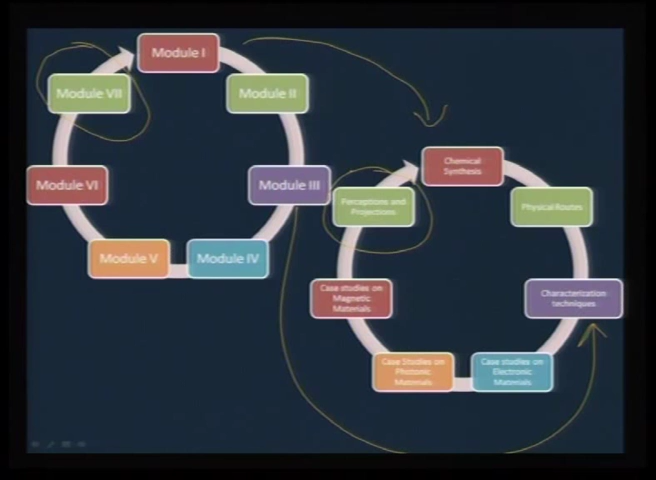 Module I
Module II
Module III
Module IV
Module V
Module VI
Module VII
Chemical
Synthesis
Physical Routes
Characterization
techniques
Case studies on
Electronic
Materials
Case Studies on
Photonic
Materials
Case studies on
Magnetic
Materials
Perceptions and
Projections